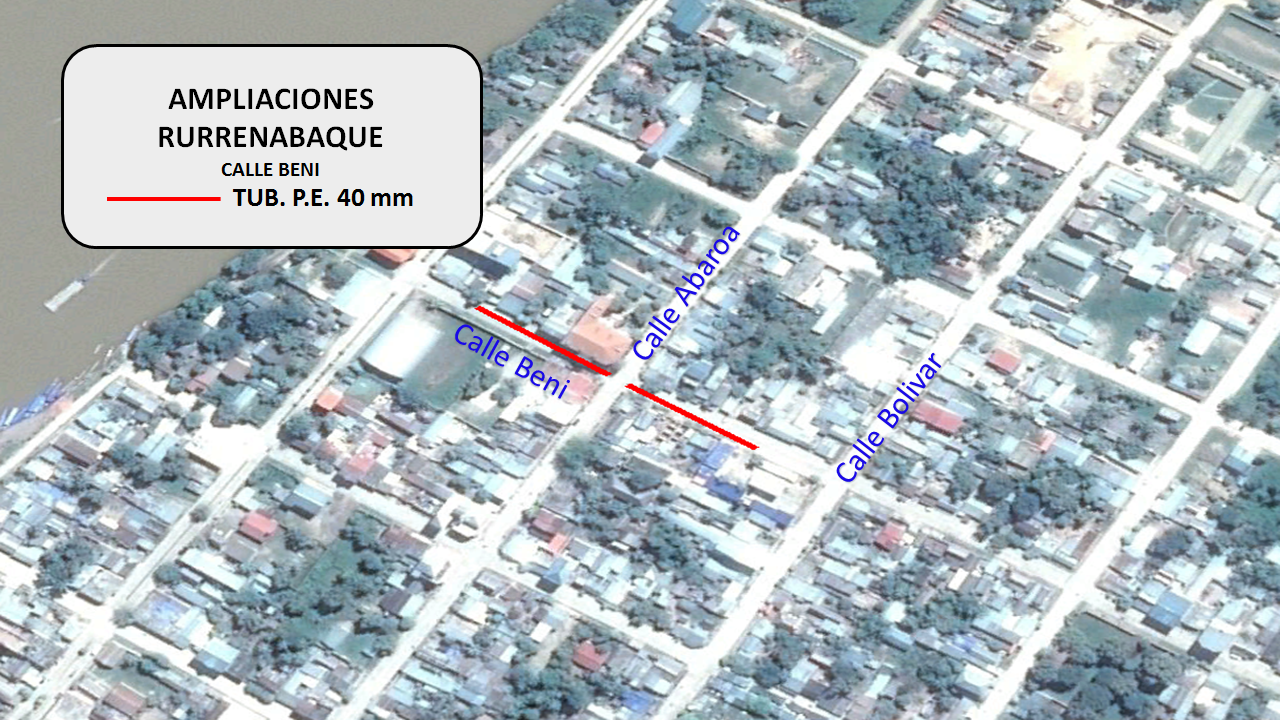 AMPLIACIONES
RURRENABAQUE
CALLE BENI
TUB. P.E. 40 mm
Calle Abaroa
Calle Beni
Calle Bolivar